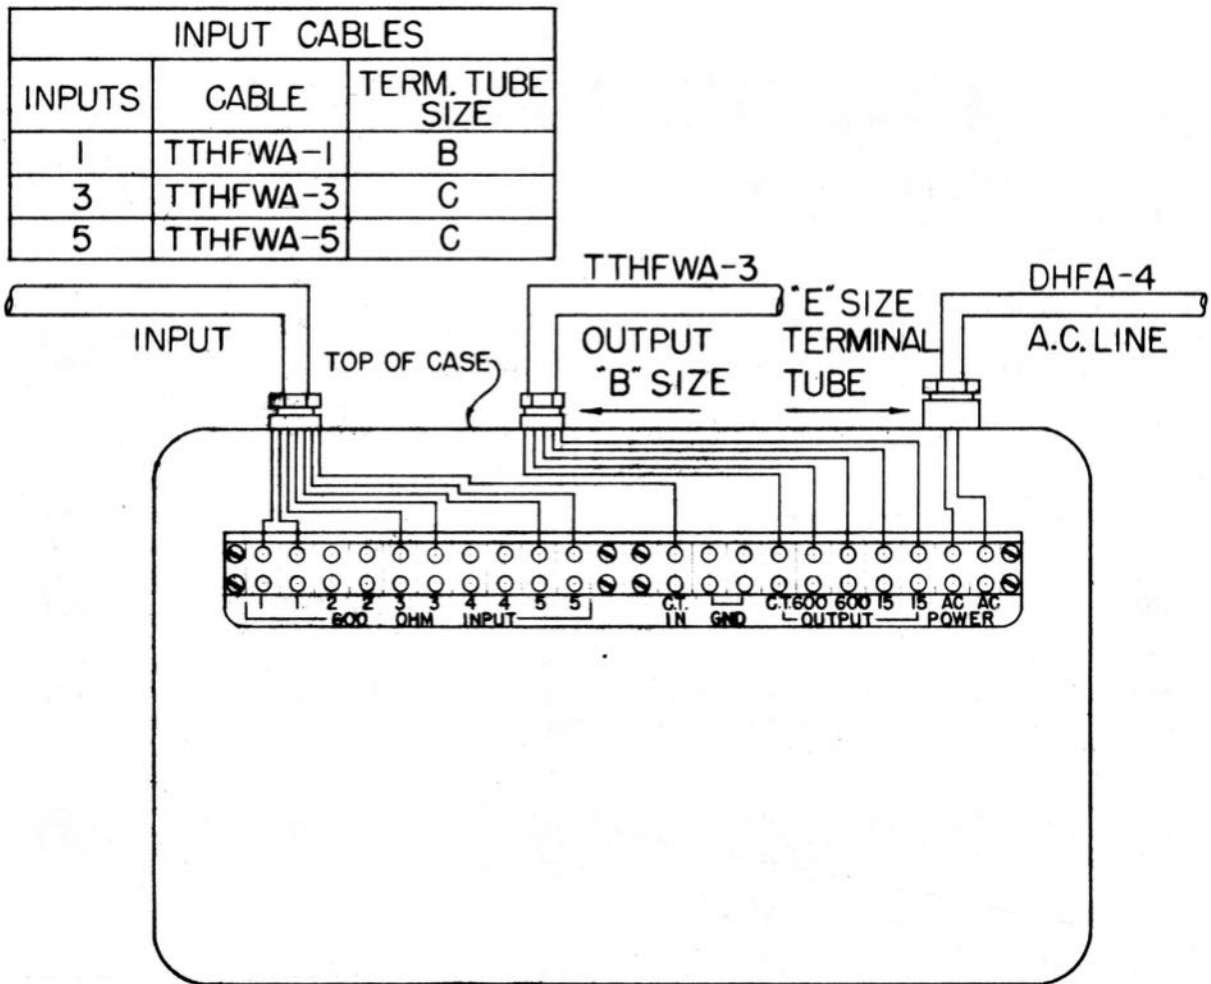 INPUT CABLES
INPUTS CABLE TERM. TUBE SIZE
1 TTHFWA-1 B
3 TTHFWA-3 C
5 TTHFWA-5 C
TTHFWA-3
DHFA-4
INPUT
TOP OF CASE
OUTPUT
"B" SIZE
"E" SIZE
TERMINAL
TUBE
A.C. LINE
1 1 2 2 3 3 4 4 5 5 C.T. C.T. 600 600 15 15 AC AC
600 OHM INPUT IN GND OUTPUT POWER